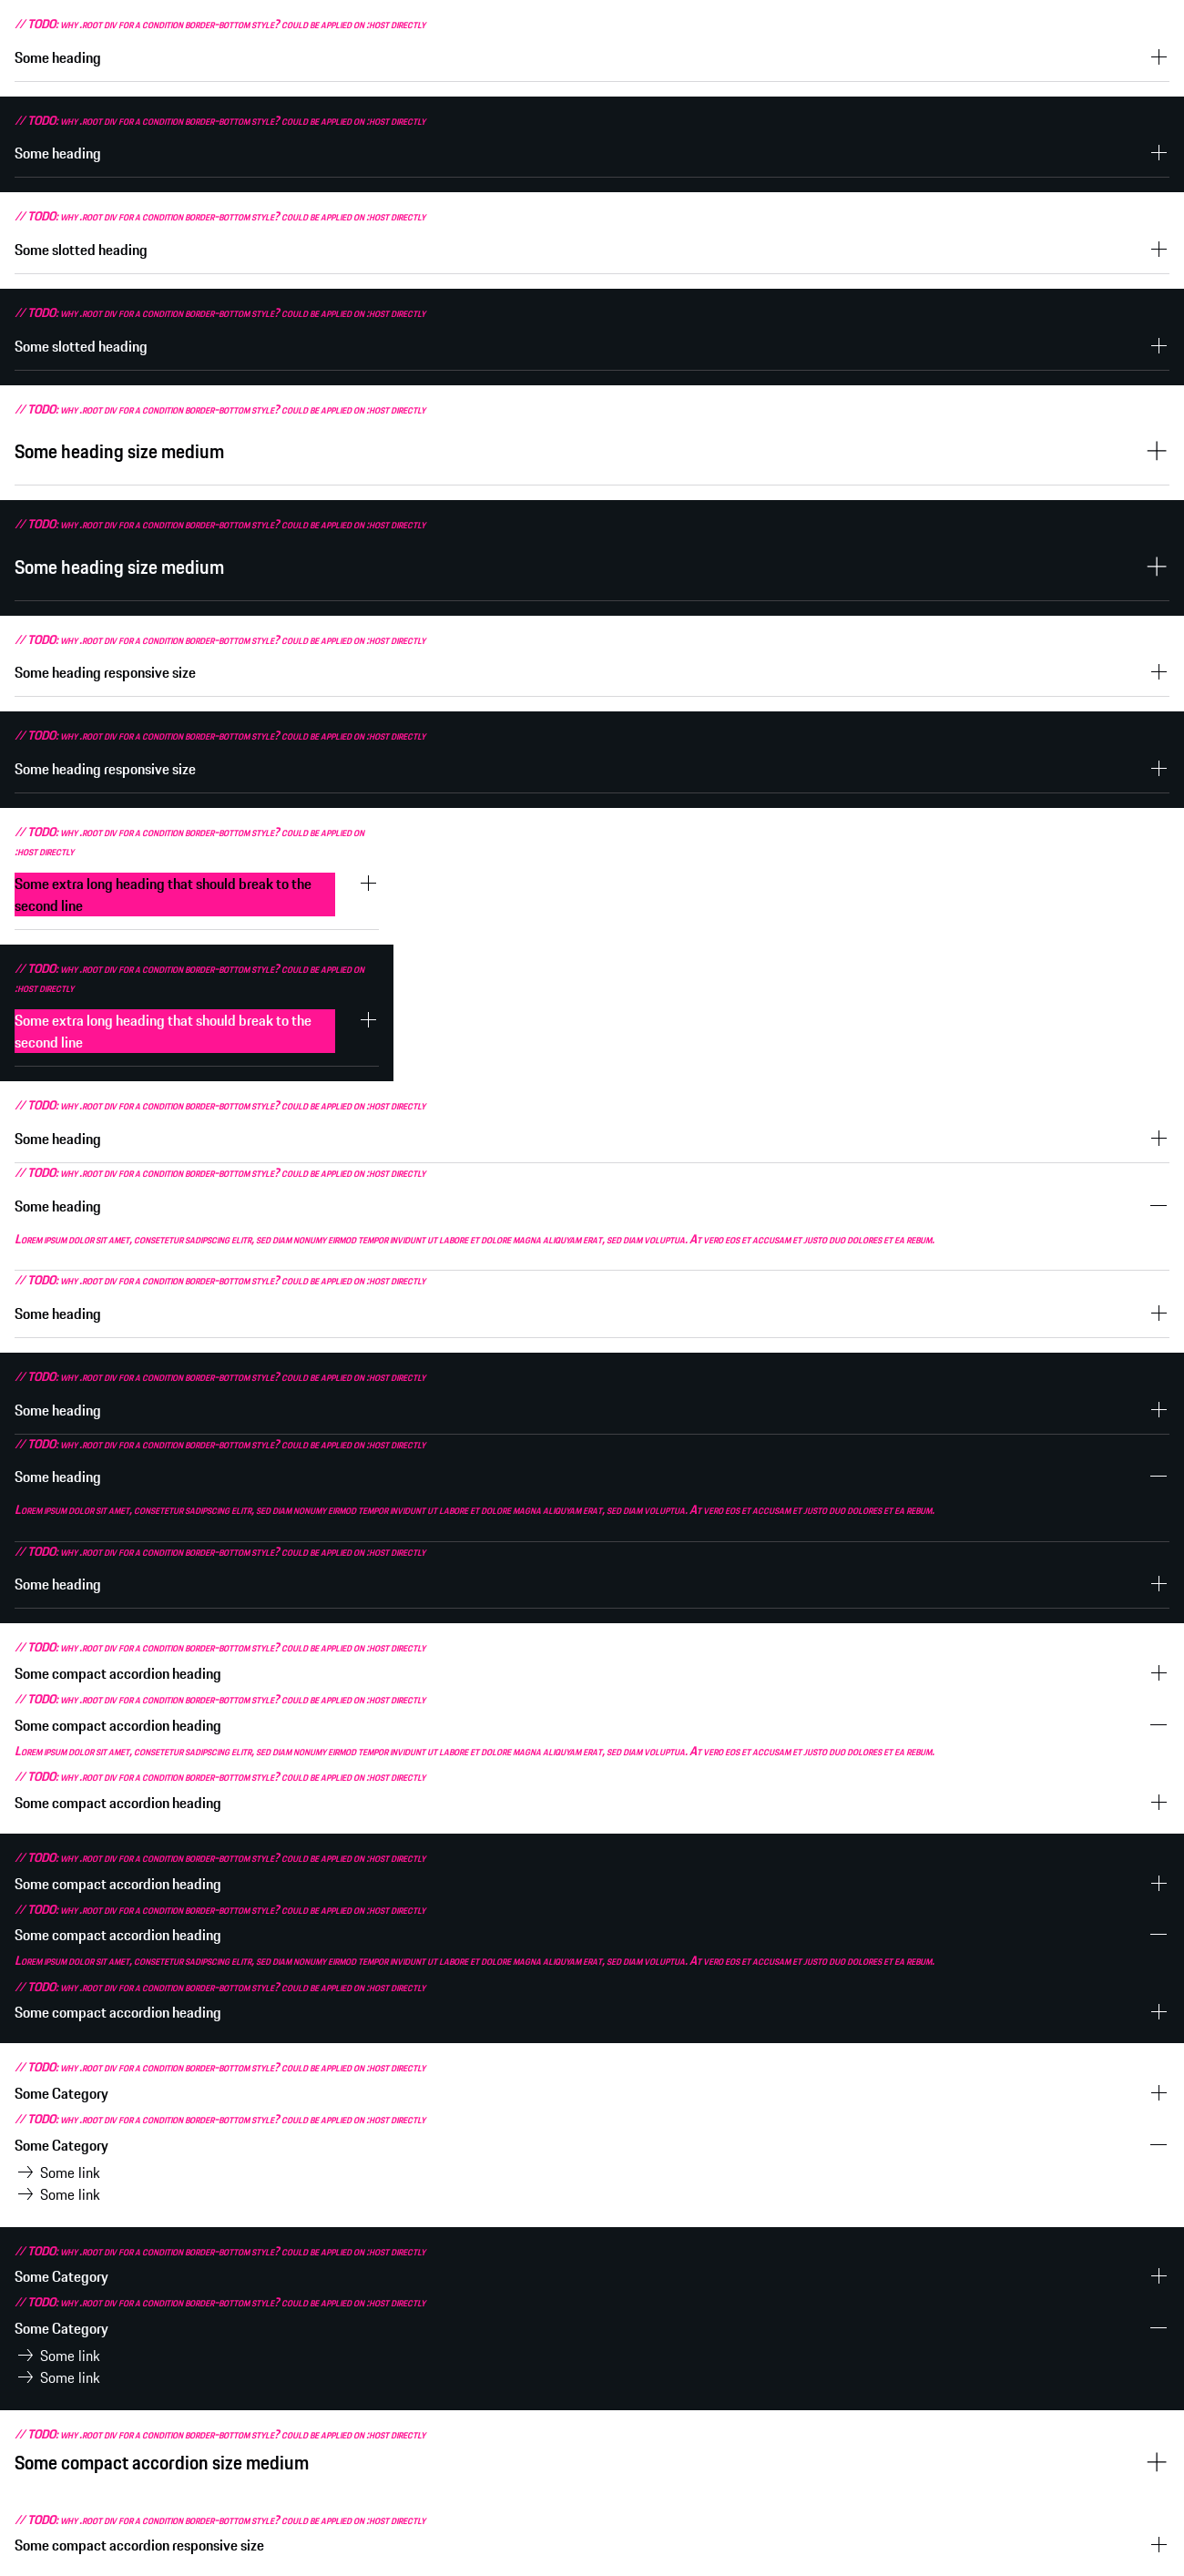 // TODO: why .root div for a condition border-bottom style? could be applied on :host directly
Some heading
// TODO: why .root div for a condition border-bottom style? could be applied on :host directly
Some heading
// TODO: why .root div for a condition border-bottom style? could be applied on :host directly
Some slotted heading
// TODO: why .root div for a condition border-bottom style? could be applied on :host directly
Some slotted heading
// TODO: why .root div for a condition border-bottom style? could be applied on :host directly
Some heading size medium
// TODO: why .root div for a condition border-bottom style? could be applied on :host directly
Some heading size medium
// TODO: why .root div for a condition border-bottom style? could be applied on :host directly
Some heading responsive size
// TODO: why .root div for a condition border-bottom style? could be applied on :host directly
Some heading responsive size
// TODO: why .root div for a condition border-bottom style? could be applied on
:host directly
Some extra long heading that should break to the
second line
// TODO: why .root div for a condition border-bottom style? could be applied on
:host directly
Some extra long heading that should break to the
second line
// TODO: why .root div for a condition border-bottom style? could be applied on :host directly
Some heading
// TODO: why .root div for a condition border-bottom style? could be applied on :host directly
Some heading
Lorem ipsum dolor sit amet, consetetur sadipscing elitr, sed diam nonumy eirmod tempor invidunt ut labore et dolore magna aliquyam erat, sed diam voluptua. At vero eos et accusam et justo duo dolores et ea rebum.
// TODO: why .root div for a condition border-bottom style? could be applied on :host directly
Some heading
// TODO: why .root div for a condition border-bottom style? could be applied on :host directly
Some heading
// TODO: why .root div for a condition border-bottom style? could be applied on :host directly
Some heading
Lorem ipsum dolor sit amet, consetetur sadipscing elitr, sed diam nonumy eirmod tempor invidunt ut labore et dolore magna aliquyam erat, sed diam voluptua. At vero eos et accusam et justo duo dolores et ea rebum.
// TODO: why .root div for a condition border-bottom style? could be applied on :host directly
Some heading
// TODO: why .root div for a condition border-bottom style? could be applied on :host directly
Some compact accordion heading
// TODO: why .root div for a condition border-bottom style? could be applied on :host directly
Some compact accordion heading
Lorem ipsum dolor sit amet, consetetur sadipscing elitr, sed diam nonumy eirmod tempor invidunt ut labore et dolore magna aliquyam erat, sed diam voluptua. At vero eos et accusam et justo duo dolores et ea rebum.
// TODO: why .root div for a condition border-bottom style? could be applied on :host directly
Some compact accordion heading
// TODO: why .root div for a condition border-bottom style? could be applied on :host directly
Some compact accordion heading
// TODO: why .root div for a condition border-bottom style? could be applied on :host directly
Some compact accordion heading
Lorem ipsum dolor sit amet, consetetur sadipscing elitr, sed diam nonumy eirmod tempor invidunt ut labore et dolore magna aliquyam erat, sed diam voluptua. At vero eos et accusam et justo duo dolores et ea rebum.
// TODO: why .root div for a condition border-bottom style? could be applied on :host directly
Some compact accordion heading
// TODO: why .root div for a condition border-bottom style? could be applied on :host directly
Some Category
// TODO: why .root div for a condition border-bottom style? could be applied on :host directly
Some Category
Some link
Some link
// TODO: why .root div for a condition border-bottom style? could be applied on :host directly
Some Category
// TODO: why .root div for a condition border-bottom style? could be applied on :host directly
Some Category
Some link
Some link
// TODO: why .root div for a condition border-bottom style? could be applied on :host directly
Some compact accordion size medium
// TODO: why .root div for a condition border-bottom style? could be applied on :host directly
Some compact accordion responsive size